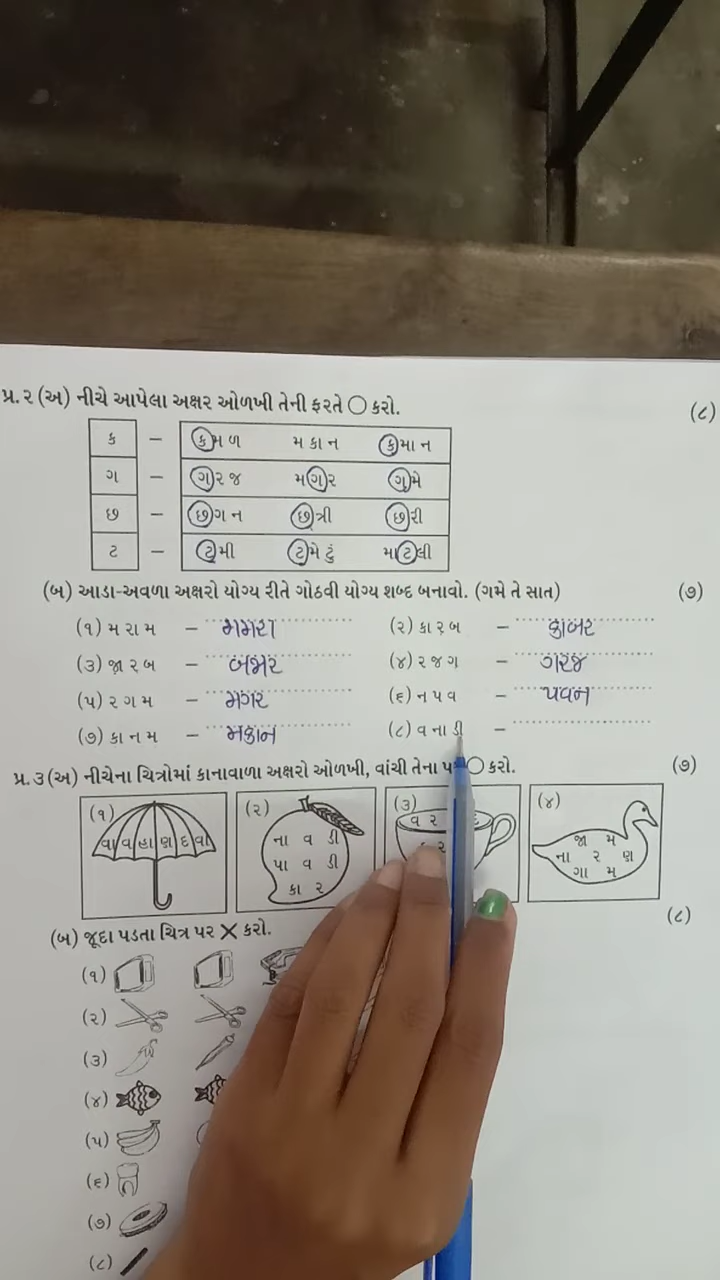 પ્ર.૨ (અ) નીચે આપેલા અક્ષર ઓળખી તેની ફરતે ○ કરો. (૮)
ક – કમળ મકાન કમાન
ગ – ગરજ મગર ગમે
છ – છગન છત્રી છરી
ટ – ટમી ટમેટું માટલી
(બ) આડા-અવળા અક્ષરો યોગ્ય રીતે ગોઠવી યોગ્ય શબ્દ બનાવો. (ગમે તે સાત) (૭)
(૧) મ રા મ – મમરા (૨) કા ર બ – કાબર
(૩) જા ર બ – બજાર (૪) ર જ ગ – ગરજ
(૫) ર ગ મ – મગર (૬) ન પ વ – પવન
(૭) કા ન મ – મકાન (૮) વ ના ડી –
પ્ર.૩ (અ) નીચેના ચિત્રોમાં કાનાવાળા અક્ષરો ઓળખી, વાંચી તેના ○ કરો. (૭)
(૧) (૨) (૩) (૪)
વા વ હા ણ દ વા
ના વ ડી
પા વ ડી
કા ર
વ ર
ર
જા મ
ના ર ણ
ગા મ
(બ) જૂદા પડતા ચિત્ર પર ✕ કરો. (૮)
(૧)
(૨)
(૩)
(૪)
(૫)
(૬)
(૭)
(૮)